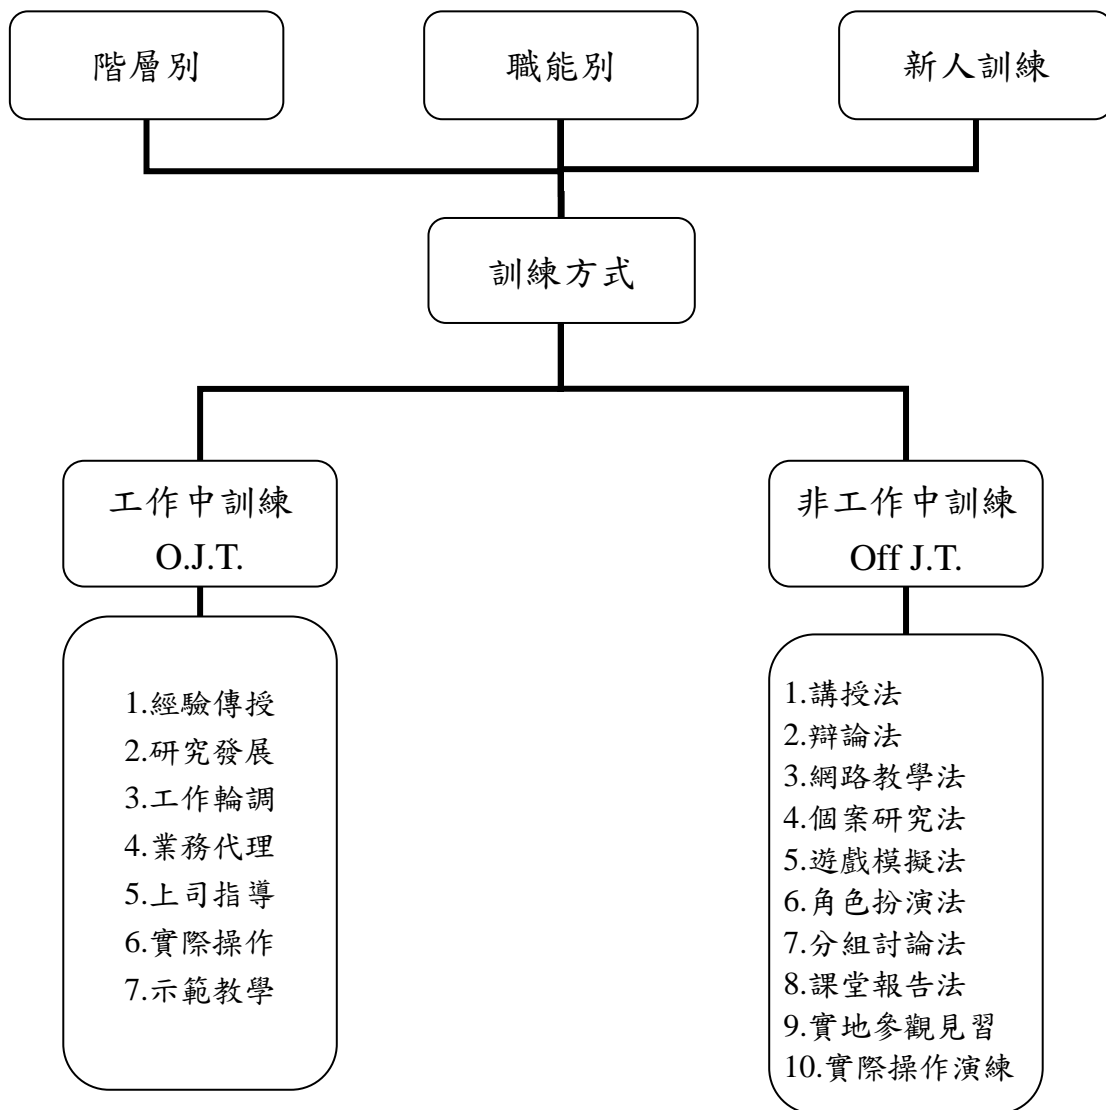 階層別
職能別
新人訓練
訓練方式
工作中訓練
O.J.T.
非工作中訓練
Off J.T.
1.經驗傳授
2.研究發展
3.工作輪調
4.業務代理
5.上司指導
6.實際操作
7.示範教學
1.講授法
2.辯論法
3.網路教學法
4.個案研究法
5.遊戲模擬法
6.角色扮演法
7.分組討論法
8.課堂報告法
9.實地參觀見習
10.實際操作演練